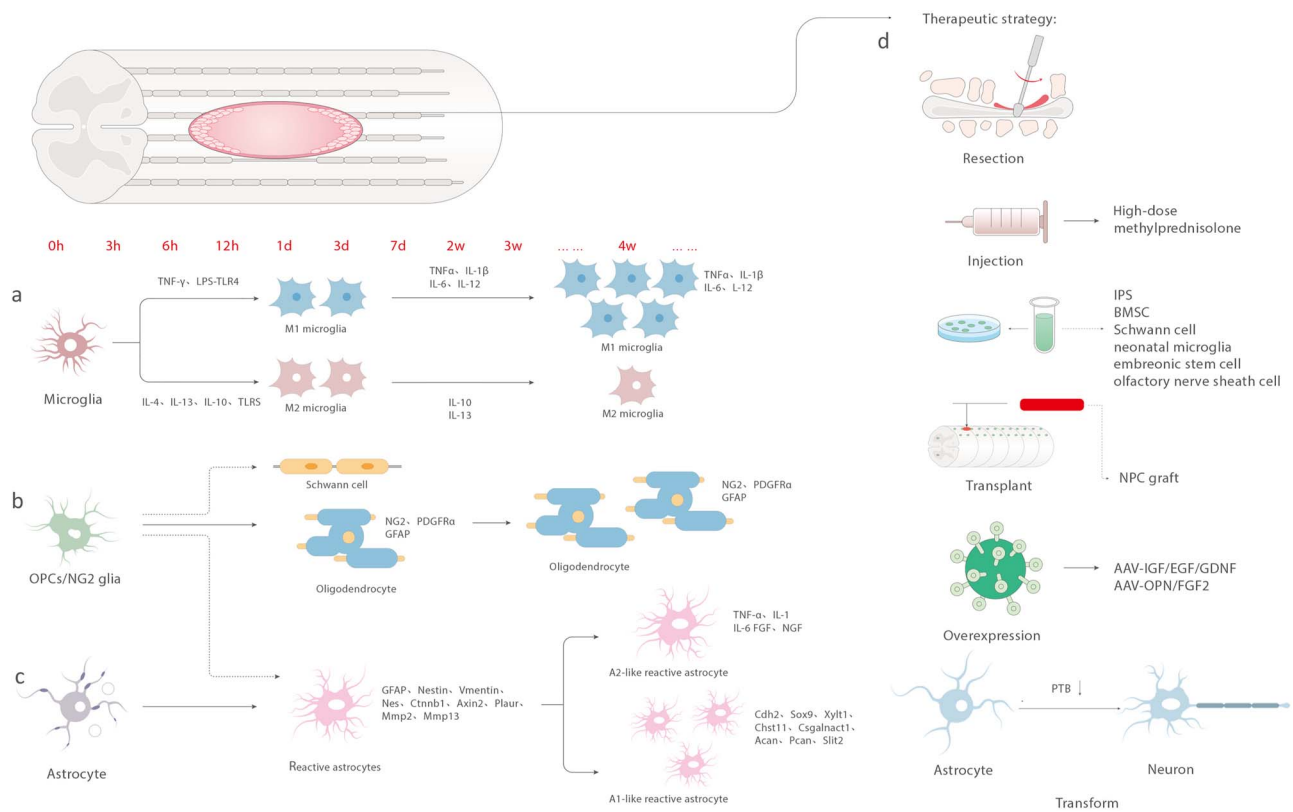 Therapeutic strategy:
d
Resection
0h 3h 6h 12h 1d 3d 7d 2w 3w ... ... 4w ... ...
a
Microglia
TNF-γ、LPS-TLR4
IL-4、IL-13、IL-10、TLRS
M1 microglia
M2 microglia
TNFα、IL-1β
IL-6、IL-12
IL-10
IL-13
TNFα、IL-1β
IL-6、L-12
M1 microglia
M2 microglia
b
OPCs/NG2 glia
Schwann cell
NG2、PDGFRα
GFAP
Oligodendrocyte
NG2、PDGFRα
GFAP
Oligodendrocyte
c
Astrocyte
GFAP、Nestin、Vmentin、
Nes、Ctnnb1、Axin2、Plaur、
Mmp2、Mmp13
Reactive astrocytes
TNF-α、IL-1
IL-6 FGF、NGF
A2-like reactive astrocyte
Cdh2、Sox9、Xylt1、
Chst11、Csgalnact1、
Acan、Pcan、Slit2
A1-like reactive astrocyte
High-dose
methylprednisolone
Injection
IPS
BMSC
Schwann cell
neonatal microglia
embreonic stem cell
olfactory nerve sheath cell
Transplant
NPC graft
AAV-IGF/EGF/GDNF
AAV-OPN/FGF2
Overexpression
PTB ↓
Astrocyte
Neuron
Transform